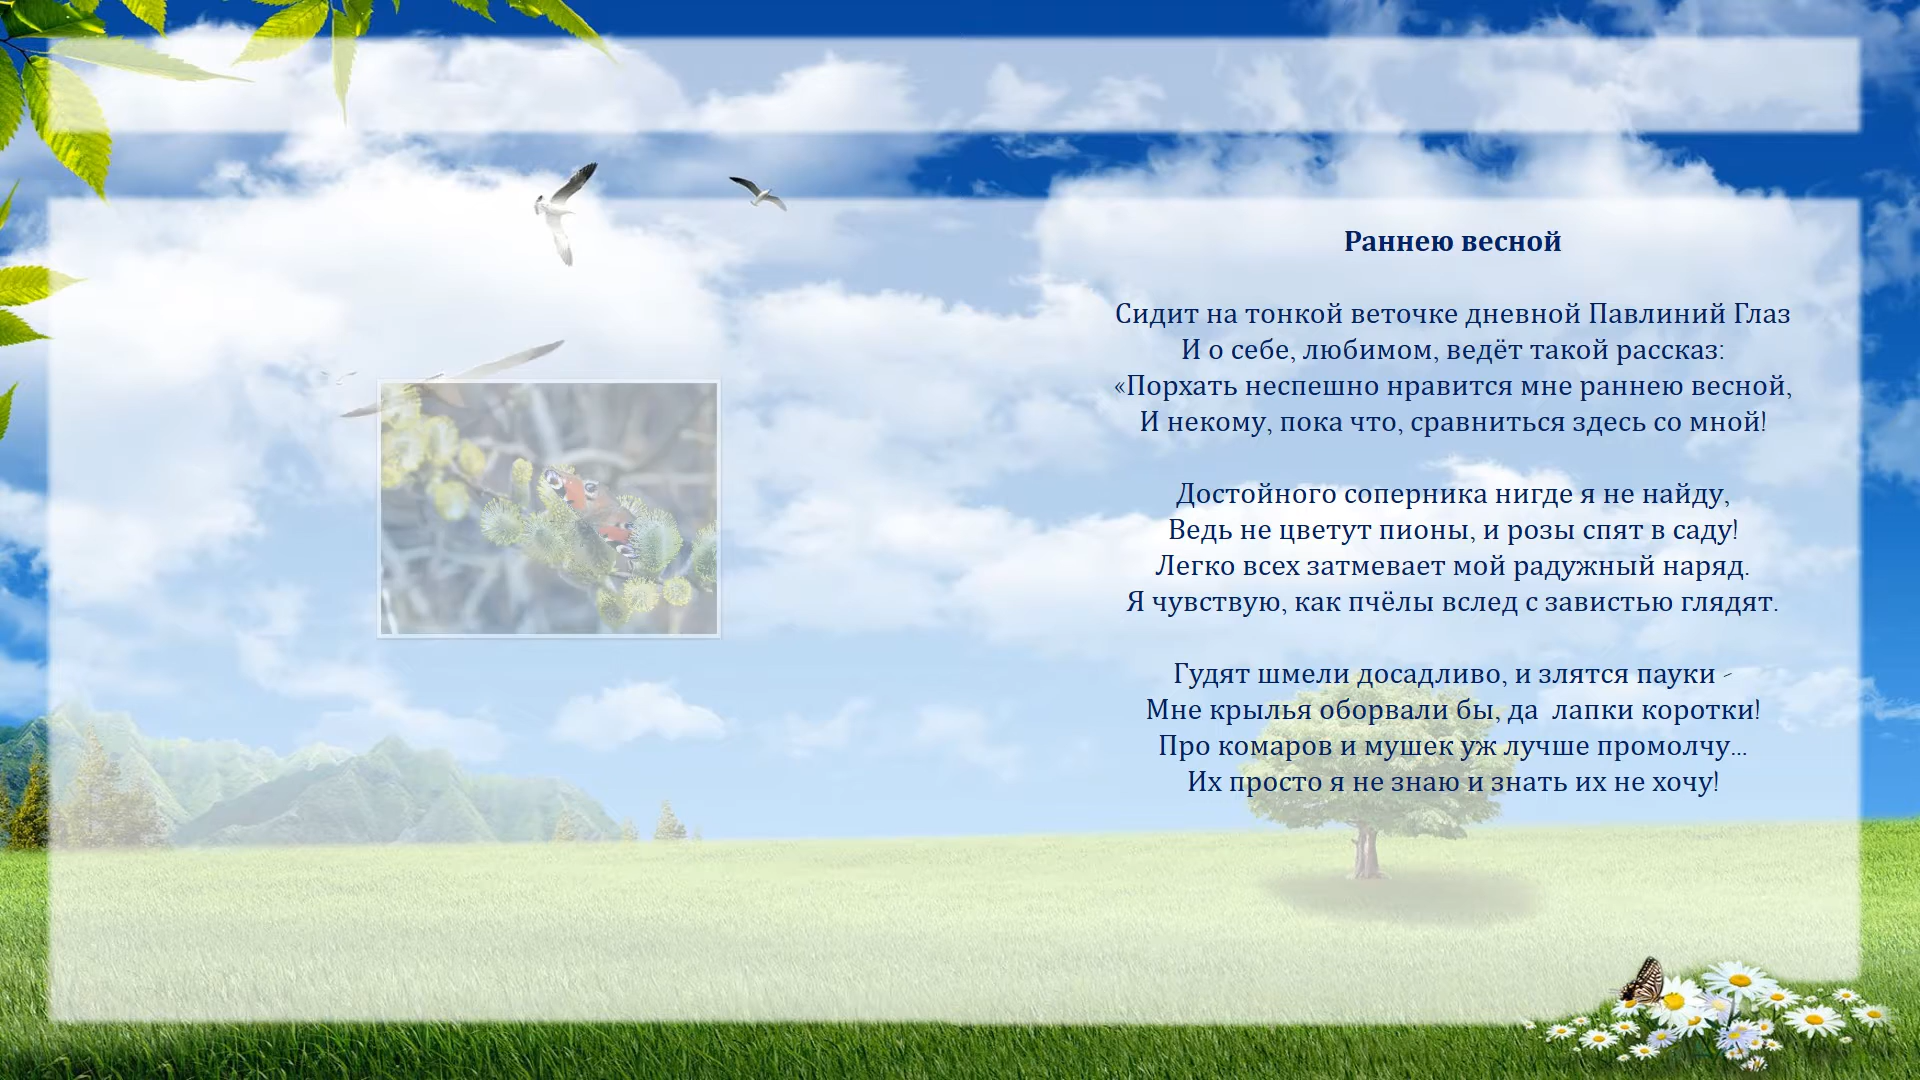 Раннею весной
Сидит на тонкой веточке дневной Павлиний Глаз
И о себе, любимом, ведёт такой рассказ:
«Порхать неспешно нравится мне раннею весной,
И некому, пока что, сравниться здесь со мной!
Достойного соперника нигде я не найду,
Ведь не цветут пионы, и розы спят в саду!
Легко всех затмевает мой радужный наряд.
Я чувствую, как пчёлы вслед с завистью глядят.
Гудят шмели досадливо, и злятся пауки -
Мне крылья оборвали бы, да  лапки коротки!
Про комаров и мушек уж лучше промолчу...
Их просто я не знаю и знать их не хочу!